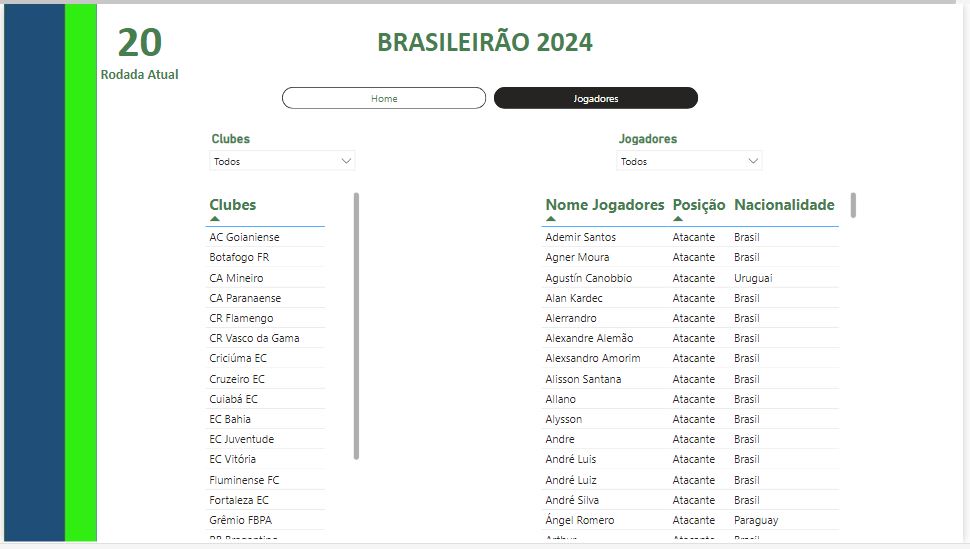 20
Rodada Atual
BRASILEIRÃO 2024
Home
Jogadores
Clubes
Todos
Jogadores
Todos
Clubes
AC Goianiense
Botafogo FR
CA Mineiro
CA Paranaense
CR Flamengo
CR Vasco da Gama
Criciúma EC
Cruzeiro EC
Cuiabá EC
EC Bahia
EC Juventude
EC Vitória
Fluminense FC
Fortaleza EC
Grêmio FBPA
Nome Jogadores Posição Nacionalidade
Ademir Santos Atacante Brasil
Agner Moura Atacante Brasil
Agustín Canobbio Atacante Uruguai
Alan Kardec Atacante Brasil
Alerrandro Atacante Brasil
Alexandre Alemão Atacante Brasil
Alexsandro Amorim Atacante Brasil
Alisson Santana Atacante Brasil
Allano Atacante Brasil
Alysson Atacante Brasil
Andre Atacante Brasil
André Luis Atacante Brasil
André Luiz Atacante Brasil
André Silva Atacante Brasil
Ángel Romero Atacante Paraguay